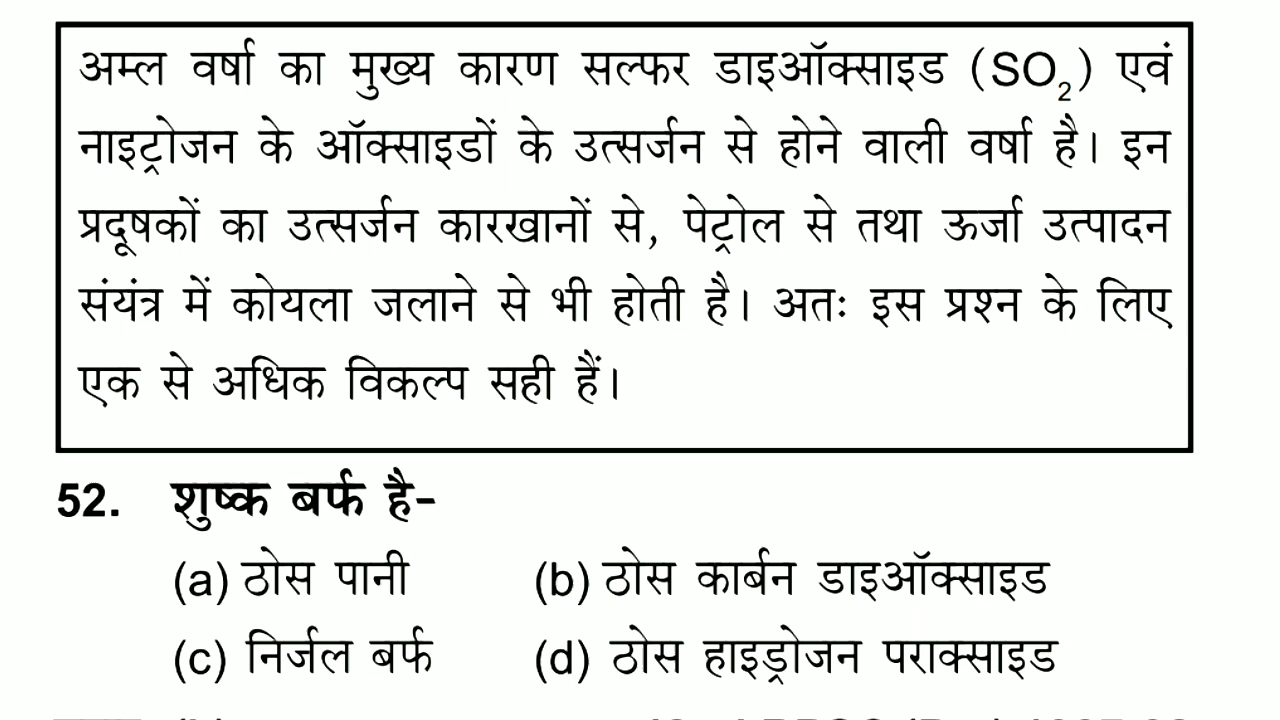 अम्ल वर्षा का मुख्य कारण सल्फर डाइऑक्साइड (SO₂) एवं
नाइट्रोजन के ऑक्साइडों के उत्सर्जन से होने वाली वर्षा है। इन
प्रदूषकों का उत्सर्जन कारखानों से, पेट्रोल से तथा ऊर्जा उत्पादन
संयंत्र में कोयला जलाने से भी होती है। अतः इस प्रश्न के लिए
एक से अधिक विकल्प सही हैं।
52. शुष्क बर्फ है-
(a) ठोस पानी (b) ठोस कार्बन डाइऑक्साइड
(c) निर्जल बर्फ (d) ठोस हाइड्रोजन पराक्साइड